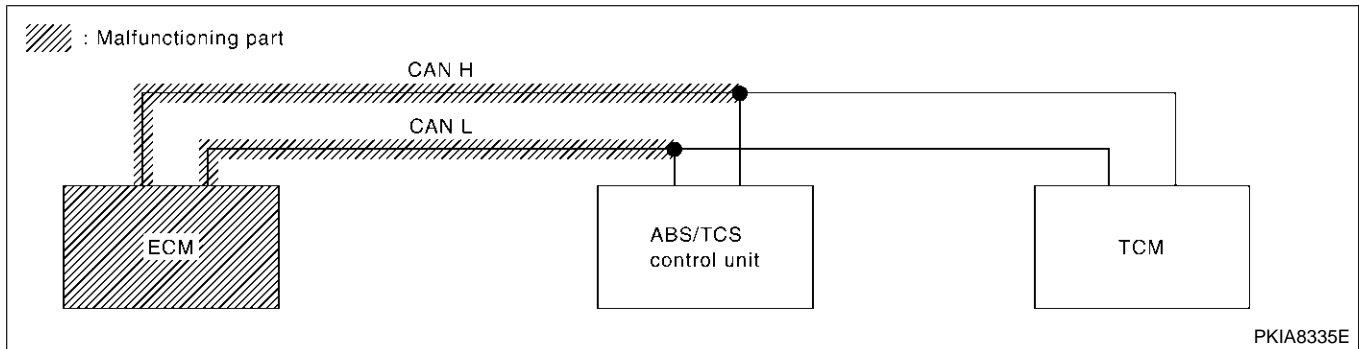 : Malfunctioning part
CAN H
CAN L
ECM
ABS/TCS
control unit
TCM
PKIA8335E